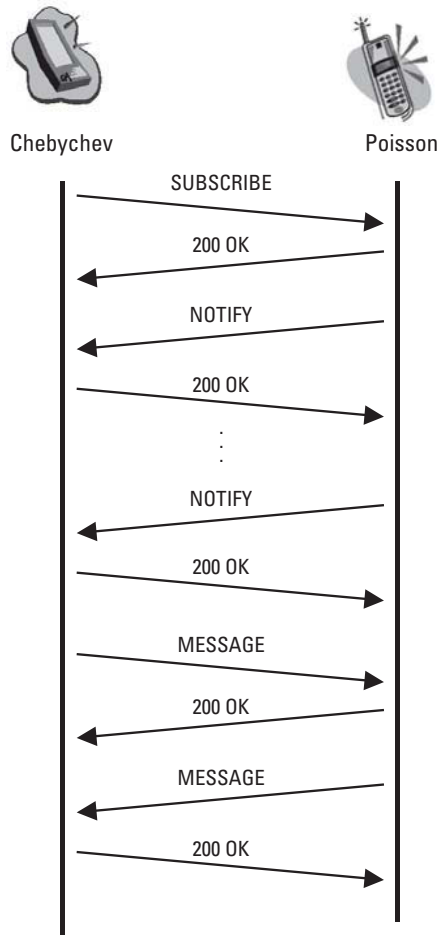 Chebychev
Poisson
SUBSCRIBE
200 OK
NOTIFY
200 OK
.
.
.
NOTIFY
200 OK
MESSAGE
200 OK
MESSAGE
200 OK